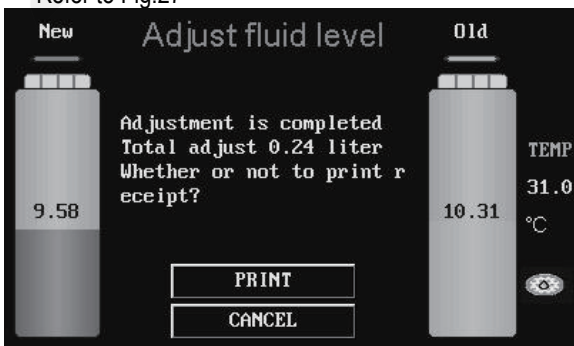 Refer to Fig.27
New Adjust fluid level Old
Adjustment is completed
Total adjust 0.24 liter
Whether or not to print r
eceipt?
TEMP
31.0
9.58
10.31
°C
PRINT
CANCEL